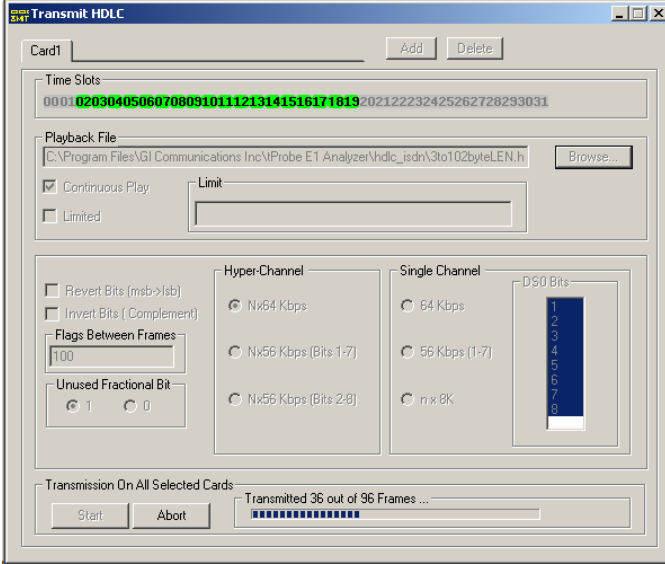 Transmit HDLC
Card1 Add Delete
Time Slots
0001020304050607080910111213141516171819202122232425262728293031
Playback File
C:\Program Files\Gl Communications Inc\tProbe E1 Analyzer\hdlc_isdn\3to102byteLEN.h Browse...
Continuous Play
Limit
Limited
Revert Bits (msb->lsb)
Invert Bits ( Complement)
Flags Between Frames
100
Unused Fractional Bit
1 0
Hyper-Channel
Nx64 Kbps
Nx56 Kbps (Bits 1-7)
Nx56 Kbps (Bits 2-8)
Single Channel
64 Kbps
56 Kbps (1-7)
n x 8K
DS0 Bits
1
2
3
4
5
6
7
8
Transmission On All Selected Cards
Start Abort
Transmitted 36 out of 96 Frames ...